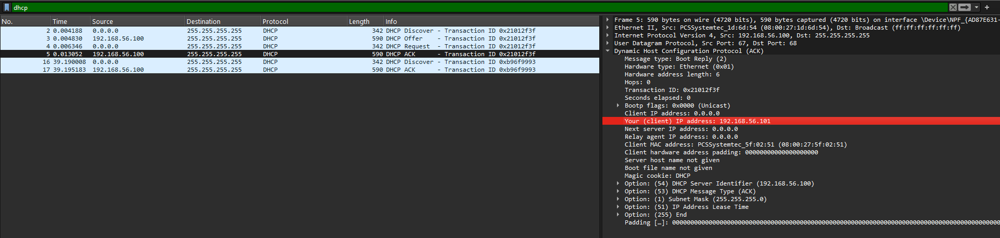 dhcp
No. Time Source Destination Protocol Length Info
2 0.004188 0.0.0.0 255.255.255.255 DHCP 342 DHCP Discover - Transaction ID 0x21012f3f
3 0.004830 192.168.56.100 255.255.255.255 DHCP 590 DHCP Offer - Transaction ID 0x21012f3f
4 0.006346 0.0.0.0 255.255.255.255 DHCP 342 DHCP Request - Transaction ID 0x21012f3f
5 0.013052 192.168.56.100 255.255.255.255 DHCP 590 DHCP ACK - Transaction ID 0x21012f3f
16 39.190008 0.0.0.0 255.255.255.255 DHCP 342 DHCP Discover - Transaction ID 0xb96f9993
17 39.195183 192.168.56.100 255.255.255.255 DHCP 590 DHCP ACK - Transaction ID 0xb96f9993
Frame 5: 590 bytes on wire (4720 bits), 590 bytes captured (4720 bits) on interface \Device\NPF_{AD87E631-
Ethernet II, Src: PCSSystemtec_1d:6d:54 (08:00:27:1d:6d:54), Dst: Broadcast (ff:ff:ff:ff:ff:ff)
Internet Protocol Version 4, Src: 192.168.56.100, Dst: 255.255.255.255
User Datagram Protocol, Src Port: 67, Dst Port: 68
Dynamic Host Configuration Protocol (ACK)
Message type: Boot Reply (2)
Hardware type: Ethernet (0x01)
Hardware address length: 6
Hops: 0
Transaction ID: 0x21012f3f
Seconds elapsed: 0
Bootp flags: 0x0000 (Unicast)
Client IP address: 0.0.0.0
Your (client) IP address: 192.168.56.101
Next server IP address: 0.0.0.0
Relay agent IP address: 0.0.0.0
Client MAC address: PCSSystemtec_5f:02:51 (08:00:27:5f:02:51)
Client hardware address padding: 00000000000000000000
Server host name not given
Boot file name not given
Magic cookie: DHCP
Option: (54) DHCP Server Identifier (192.168.56.100)
Option: (53) DHCP Message Type (ACK)
Option: (1) Subnet Mask (255.255.255.0)
Option: (51) IP Address Lease Time
Option: (255) End
Padding […]: 000000000000000000000000000000000000000000000000000000000000000000000000000000000000000000